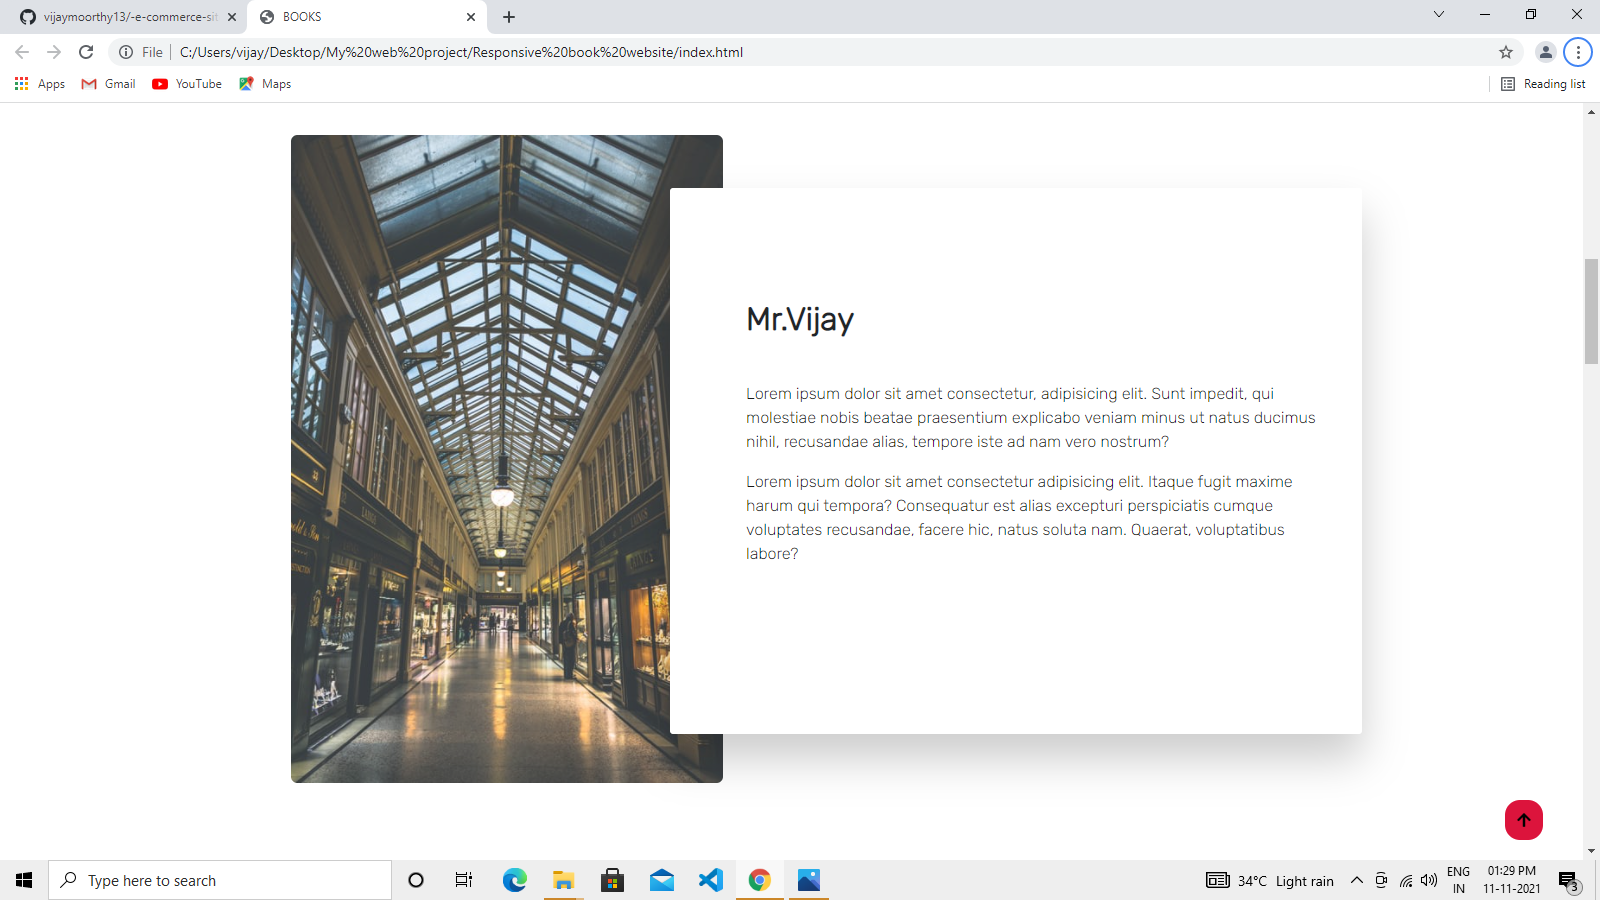 vijaymoorthy13/-e-commerce-sit
BOOKS
File
C:/Users/vijay/Desktop/My%20web%20project/Responsive%20book%20website/index.html
Apps
Gmail
YouTube
Maps
Reading list
Mr.Vijay
Lorem ipsum dolor sit amet consectetur, adipisicing elit. Sunt impedit, qui
molestiae nobis beatae praesentium explicabo veniam minus ut natus ducimus
nihil, recusandae alias, tempore iste ad nam vero nostrum?
Lorem ipsum dolor sit amet consectetur adipisicing elit. Itaque fugit maxime
harum qui tempora? Consequatur est alias excepturi perspiciatis cumque
voluptates recusandae, facere hic, natus soluta nam. Quaerat, voluptatibus
labore?
Type here to search
34°C Light rain
ENG
IN
01:29 PM
11-11-2021
3